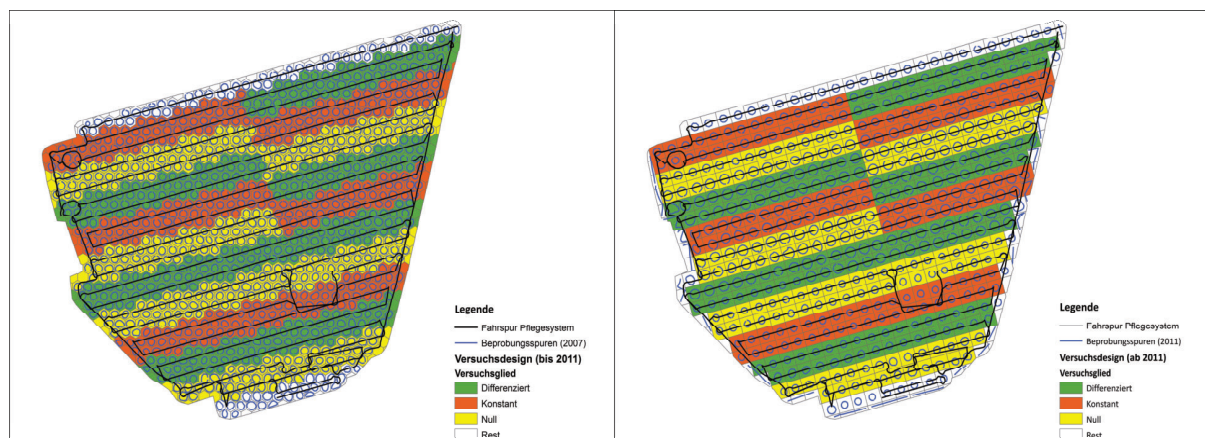 Legende
Fahrspur Pflegesystem
Beprobungsspuren (2007)
Versuchsdesign (bis 2011)
Versuchsglied
Differenziert
Konstant
Null
Rest
Legende
Fahrspur Pflegesystem
Beprobungsspuren (2011)
Versuchsdesign (ab 2011)
Versuchsglied
Differenziert
Konstant
Null
Rest